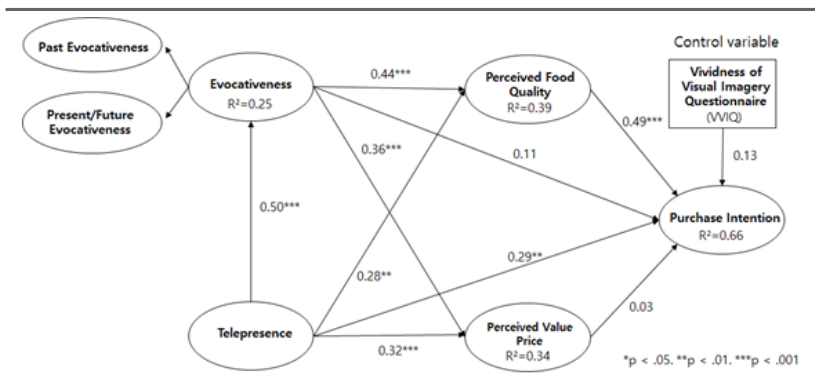 Past Evocativeness
Present/Future
Evocativeness
Evocativeness
R²=0.25
0.44***
Perceived Food
Quality
R²=0.39
Control variable
Vividness of
Visual Imagery
Questionnaire
(VVIQ)
0.49***
0.13
0.36***
0.11
0.50***
Purchase Intention
R²=0.66
0.28**
0.29**
Telepresence
0.32***
Perceived Value
Price
R²=0.34
0.03
*p < .05. **p < .01. ***p < .001